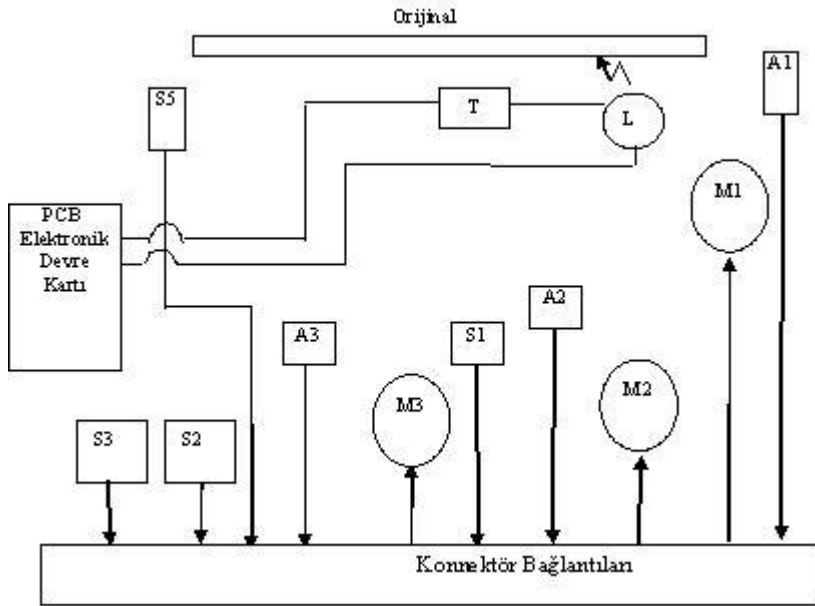 Orijinal
A1
S5
T
L
M1
PCB
Elektronik
Devre
Kartı
A2
A3
S1
M3
M2
S3
S2
Konnektör Bağlantıları